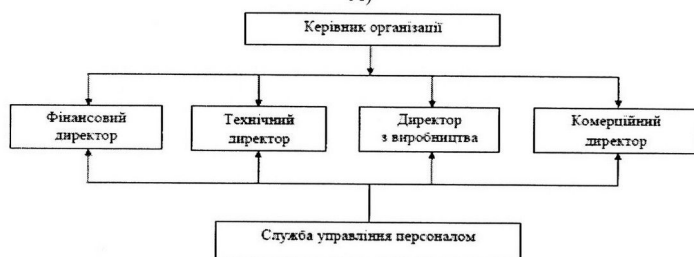 Керівник організації
Фінансовий
директор
Технічний
директор
Директор
з виробництва
Комерційний
директор
Служба управління персоналом